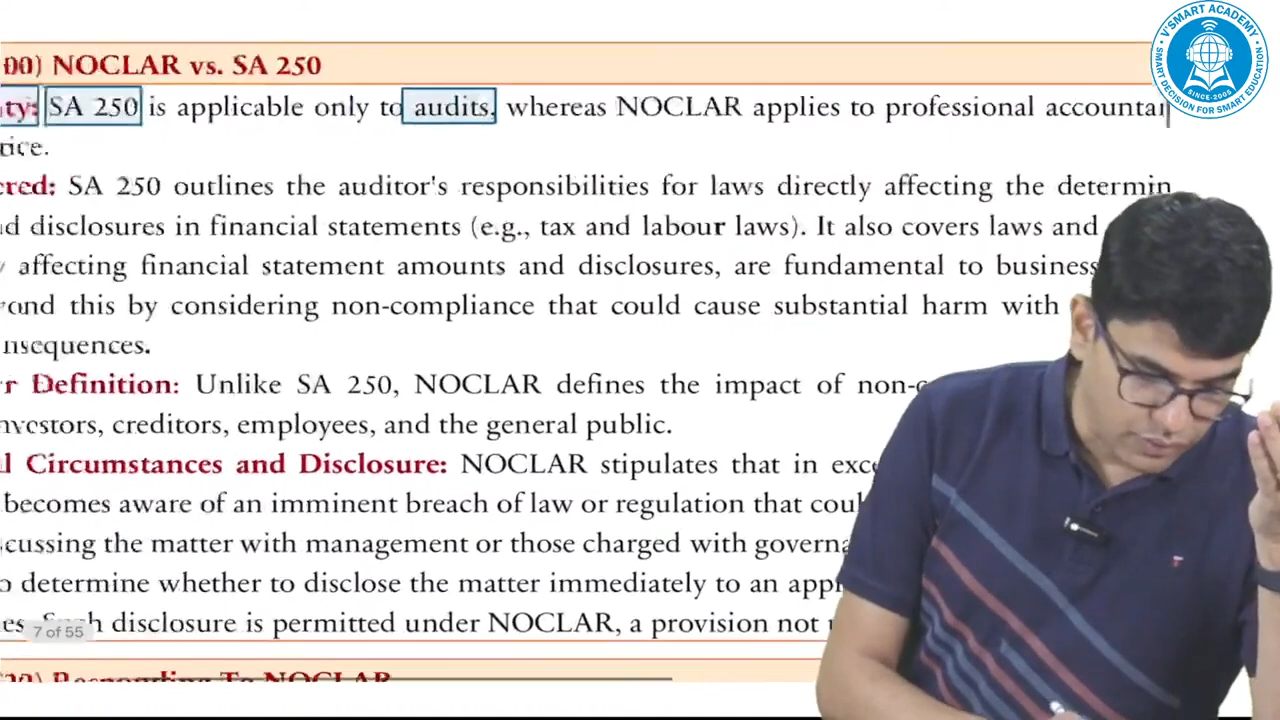 00) NOCLAR vs. SA 250
ty: SA 250 is applicable only to audits, whereas NOCLAR applies to professional accountan
tice.
ered: SA 250 outlines the auditor's responsibilities for laws directly affecting the determin
d disclosures in financial statements (e.g., tax and labour laws). It also covers laws and
affecting financial statement amounts and disclosures, are fundamental to business
ond this by considering non-compliance that could cause substantial harm with
nsequences.
r Definition: Unlike SA 250, NOCLAR defines the impact of non-c
nvestors, creditors, employees, and the general public.
l Circumstances and Disclosure: NOCLAR stipulates that in exce
becomes aware of an imminent breach of law or regulation that coul
cussing the matter with management or those charged with governa
o determine whether to disclose the matter immediately to an app
es. Such disclosure is permitted under NOCLAR, a provision not
7 of 55
Responding To NOCLAR
V'SMART ACADEMY
SMART DECISION FOR SMART EDUCATION
SINCE-2005